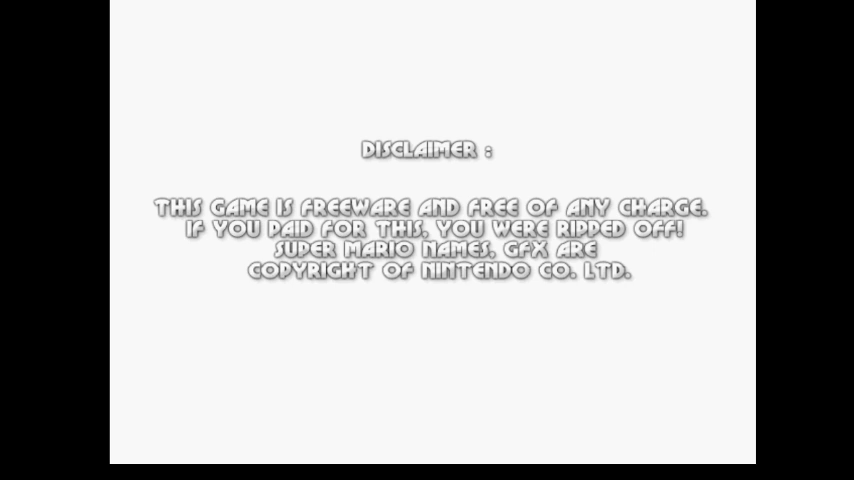 DISCLAIMER :
THIS GAME IS FREEWARE AND FREE OF ANY CHARGE.
IF YOU PAID FOR THIS, YOU WERE RIPPED OFF!
SUPER MARIO NAMES, GFX ARE
COPYRIGHT OF NINTENDO CO. LTD.